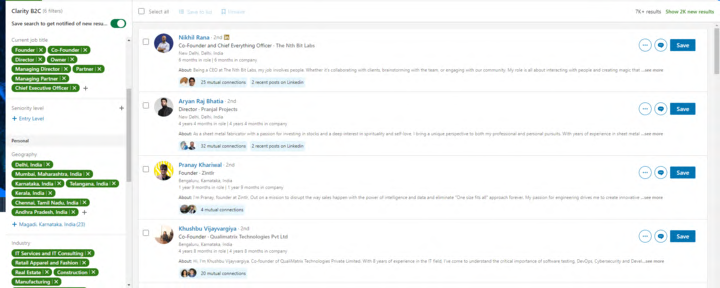 Clarity B2C (5 filters)
Save search to get notified of new resu...
Current job title
Founder Co-Founder
Director Owner
Managing Director Partner
Managing Partner
Chief Executive Officer
Seniority level
+ Entry Level
Personal
Geography
Delhi, India
Mumbai, Maharashtra, India
Karnataka, India Telangana, India
Kerala, India
Chennai, Tamil Nadu, India
Andhra Pradesh, India
+ Magadi, Karnataka, India (23)
Industry
IT Services and IT Consulting
Retail Apparel and Fashion
Real Estate Construction
Manufacturing
Select all Save to list
7K+ results Show 2K new results
Nikhil Rana · 2nd
Co-Founder and Chief Everything Officer · The Nth Bit Labs
New Delhi, Delhi, India
About: Being a CEO at The Nth Bit Labs, my job involves people. Whether it's collaborating with clients, brainstorming with the team, or engaging with our community. My role is all about interacting with people and creating magic that ...see more
25 mutual connections 2 recent posts on LinkedIn
Save
Aryan Raj Bhatia · 2nd
Director · Pranjal Projects
New Delhi, Delhi, India
4 years 8 months in role | 4 years 8 months in company
About: As a sheet metal fabricator with a passion for investing in stocks and a deep interest in spirituality and self love, I bring a unique perspective to both my professional and personal pursuits. With years of experience in sheet metal ...see more
32 mutual connections 2 recent posts on LinkedIn
Save
Pranay Khariwal · 2nd
Founder · Zinth
Bengaluru, Karnataka, India
1 year 9 months in role | 1 year 9 months in company
About: I'm Pranay, founder at Zinth. Out on a mission to disrupt the way sales happen with the power of intelligence and data and eliminate "One size fits all" approach forever. My passion for engineering drives me to create innovative ...see more
4 mutual connections
Save
Khushbu Vijayvargiya · 2nd
Co-Founder · Qualimatrix Technologies Pvt Ltd
Bengaluru, Karnataka, India
4 years 8 months in role | 4 years 8 months in company
About: Hi, I'm Khushbu Vijayvargiya, Co-Founder of QualiMatrix Technologies Private Limited. With 8 years of experience in the IT field, I've come to understand the critical importance of software testing, DevOps, Cybersecurity and Devel... ...see more
20 mutual connections
Save